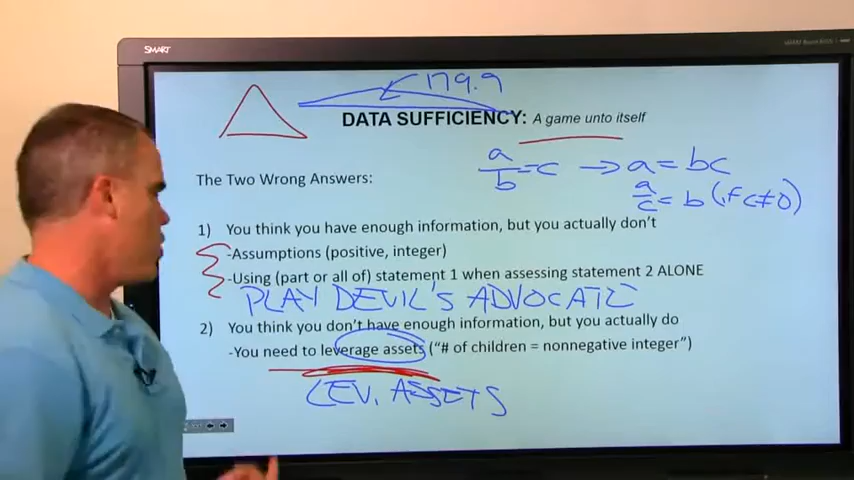 SMART
179.9
DATA SUFFICIENCY: A game unto itself
a/b = c → a = bc
a/c = b (if c≠0)
The Two Wrong Answers:
1) You think you have enough information, but you actually don't
-Assumptions (positive, integer)
-Using (part or all of) statement 1 when assessing statement 2 ALONE
PLAY DEVIL'S ADVOCATE
2) You think you don't have enough information, but you actually do
-You need to leverage assets ("# of children = nonnegative integer")
LEV. ASSETS